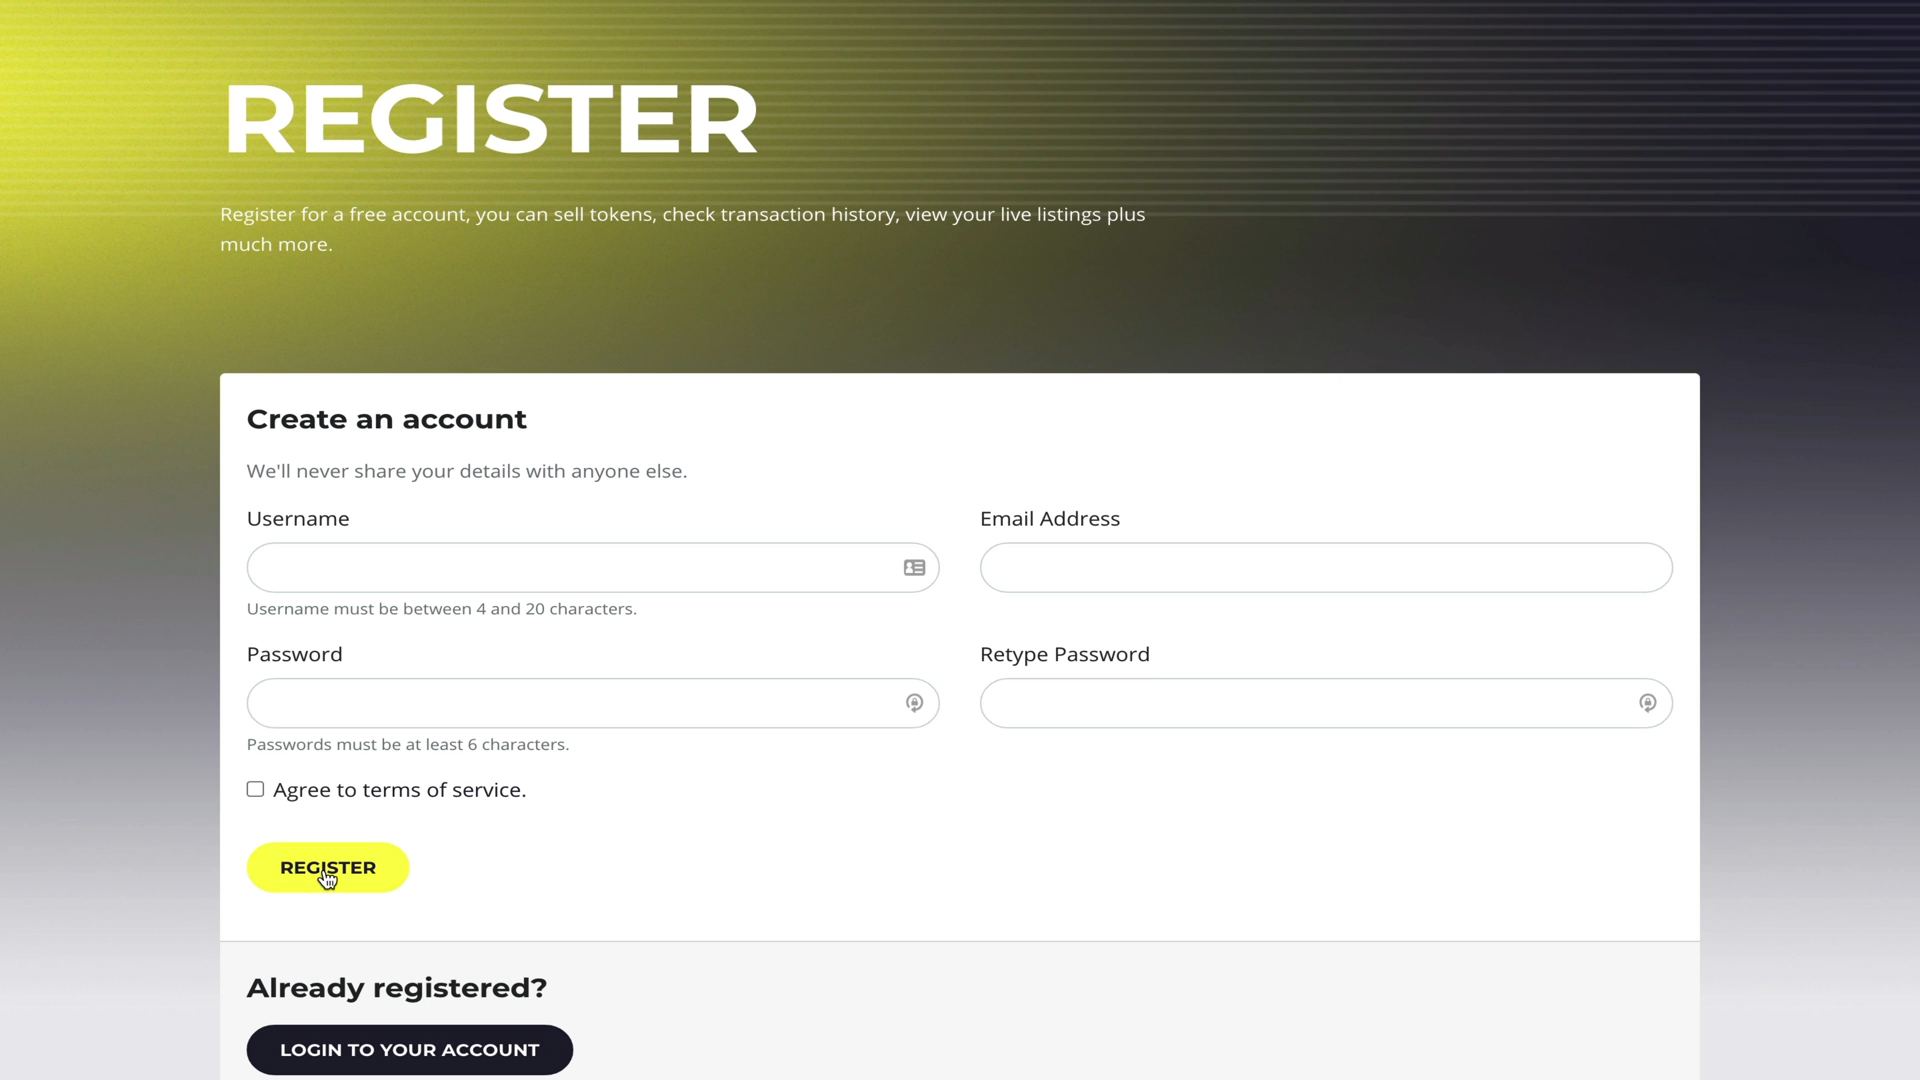 REGISTER
Register for a free account, you can sell tokens, check transaction history, view your live listings plus
much more.
Create an account
We'll never share your details with anyone else.
Username
Email Address
Username must be between 4 and 20 characters.
Password
Retype Password
Passwords must be at least 6 characters.
Agree to terms of service.
REGISTER
Already registered?
LOGIN TO YOUR ACCOUNT